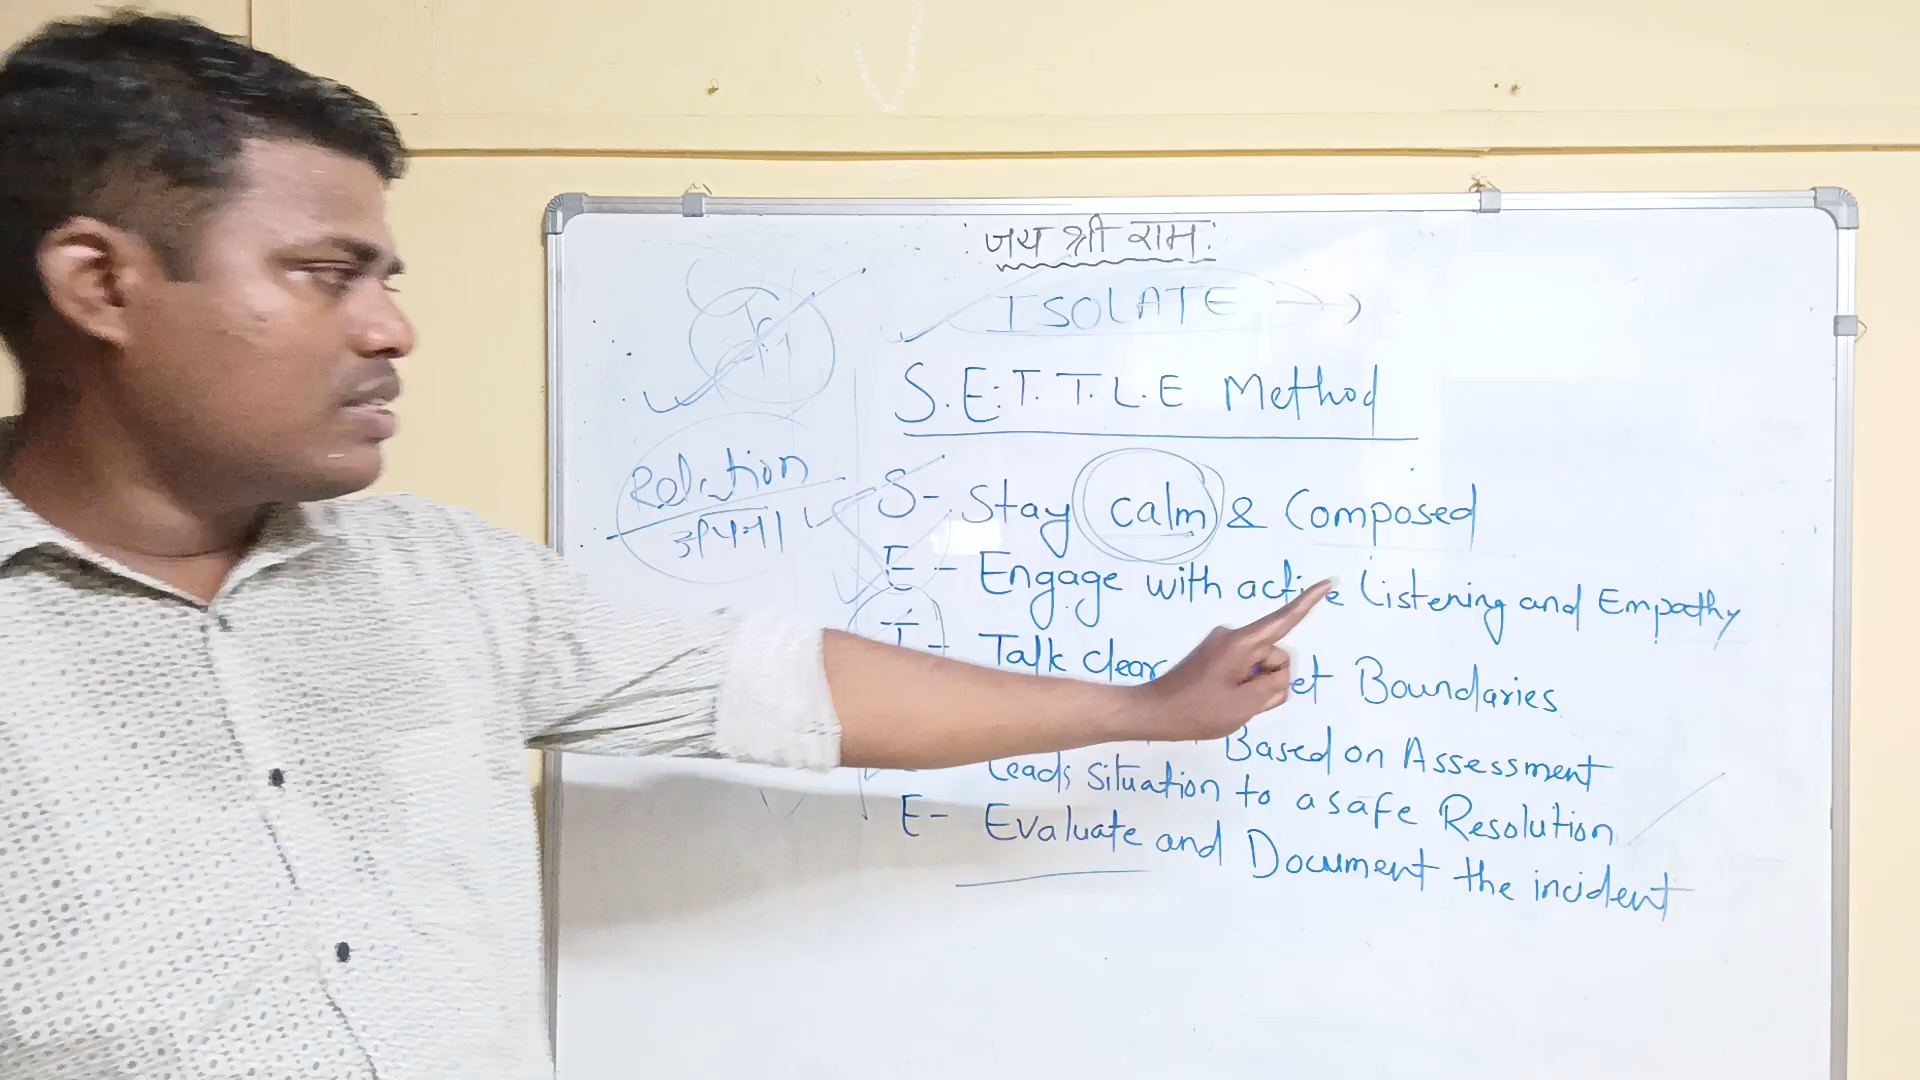 : जय श्री राम :
ISOLATE
S.E.T.T.L.E Method
Relation
अपना
S- Stay calm & Composed
E - Engage with active Listening and Empathy
T - Talk clear et Boundaries
Based on Assessment
Leads Situation to a safe Resolution
E- Evaluate and Document the incident